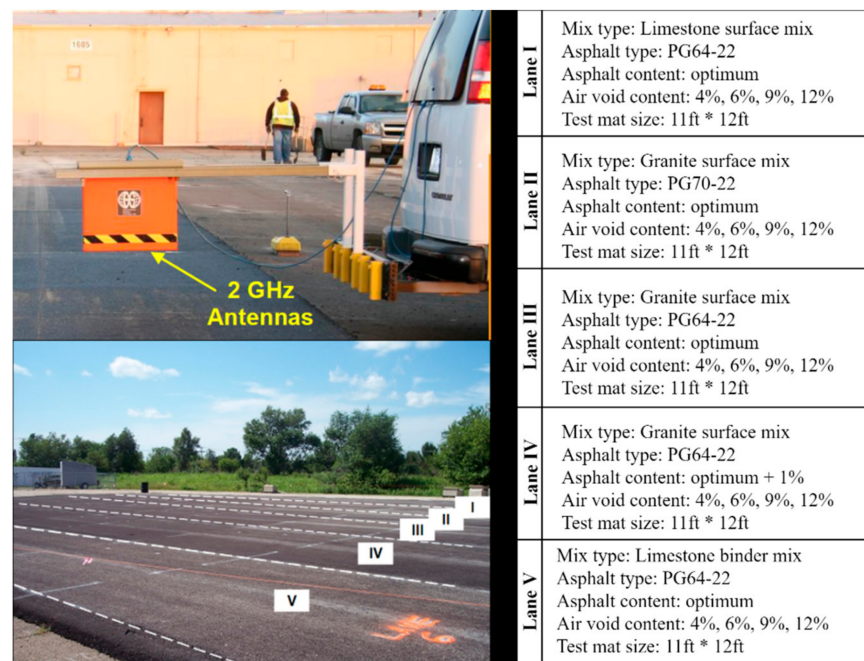 1685
2 GHz
Antennas
I
II
III
IV
V
Lane I
Mix type: Limestone surface mix
Asphalt type: PG64-22
Asphalt content: optimum
Air void content: 4%, 6%, 9%, 12%
Test mat size: 11ft * 12ft
Lane II
Mix type: Granite surface mix
Asphalt type: PG70-22
Asphalt content: optimum
Air void content: 4%, 6%, 9%, 12%
Test mat size: 11ft * 12ft
Lane III
Mix type: Granite surface mix
Asphalt type: PG64-22
Asphalt content: optimum
Air void content: 4%, 6%, 9%, 12%
Test mat size: 11ft * 12ft
Lane IV
Mix type: Granite surface mix
Asphalt type: PG64-22
Asphalt content: optimum + 1%
Air void content: 4%, 6%, 9%, 12%
Test mat size: 11ft * 12ft
Lane V
Mix type: Limestone binder mix
Asphalt type: PG64-22
Asphalt content: optimum
Air void content: 4%, 6%, 9%, 12%
Test mat size: 11ft * 12ft